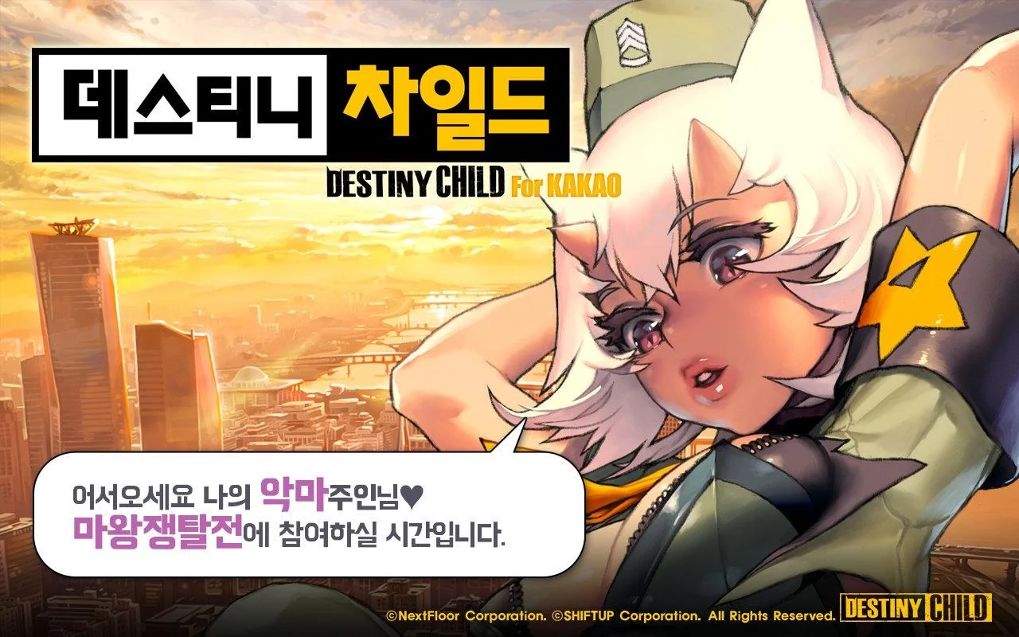 데스티니 차일드
DESTINY CHILD For KAKAO
어서오세요 나의 악마주인님♥
마왕쟁탈전에 참여하실 시간입니다.
©NextFloor Corporation. ©SHIFTUP Corporation. All Rights Reserved.
DESTINY CHILD